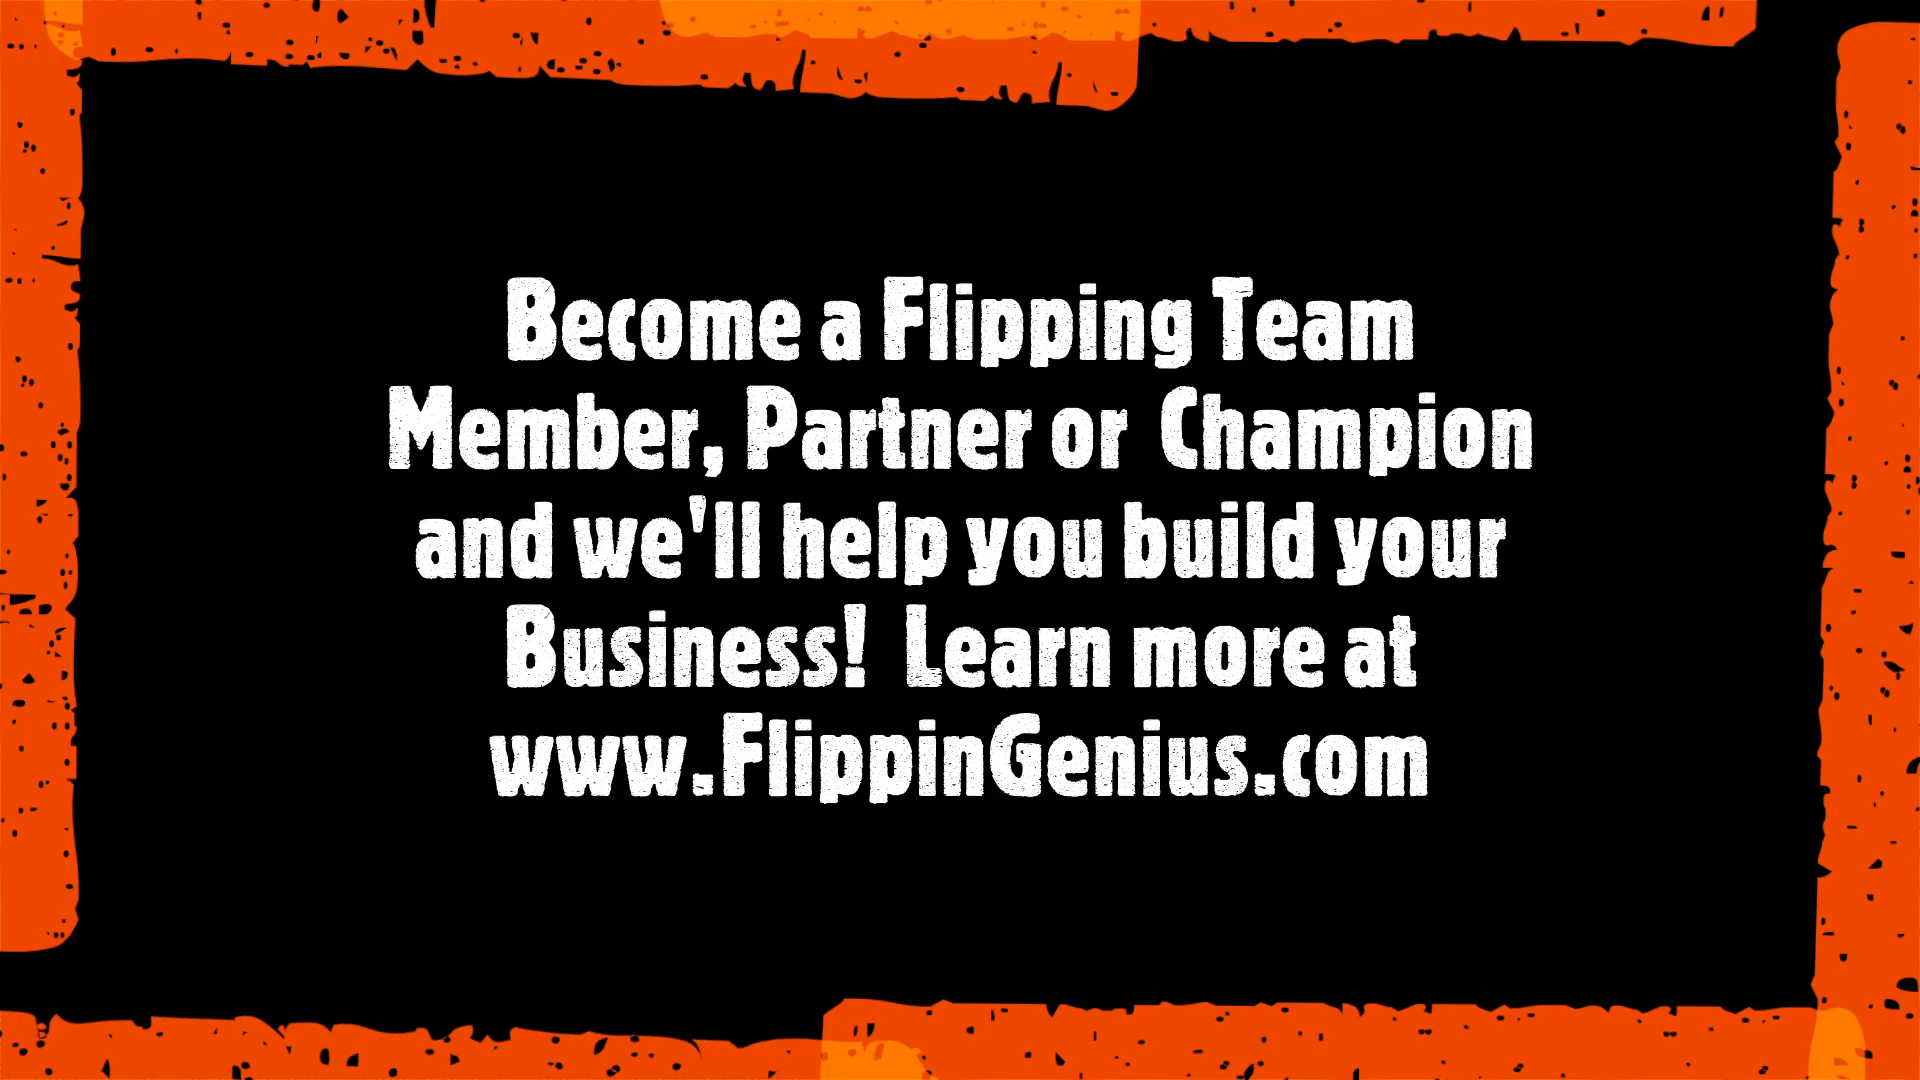 Become a Flipping Team
Member, Partner or  Champion
and we'll help you build your
Business!  Learn more at
www.FlippinGenius.com